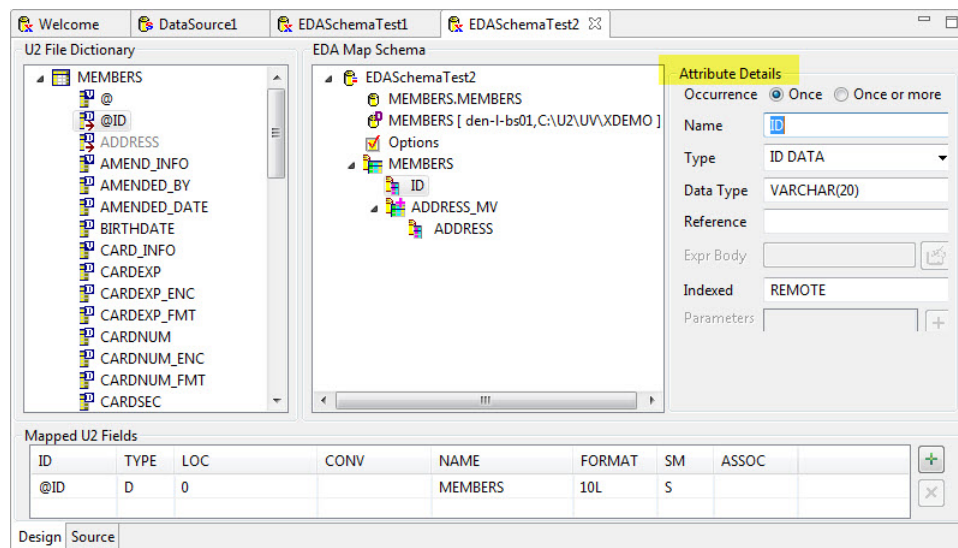 Welcome
DataSource1
EDASchemaTest1
EDASchemaTest2
U2 File Dictionary
MEMBERS
@
@ID
ADDRESS
AMEND_INFO
AMENDED_BY
AMENDED_DATE
BIRTHDATE
CARD_INFO
CARDEXP
CARDEXP_ENC
CARDEXP_FMT
CARDNUM
CARDNUM_ENC
CARDNUM_FMT
CARDSEC
EDA Map Schema
EDASchemaTest2
MEMBERS.MEMBERS
MEMBERS [ den-l-bs01,C:\U2\UV\XDEMO ]
Options
MEMBERS
ID
ADDRESS_MV
ADDRESS
Attribute Details
Occurrence Once Once or more
Name ID
Type ID DATA
Data Type VARCHAR(20)
Reference
Expr Body
Indexed REMOTE
Parameters
Mapped U2 Fields
ID TYPE LOC CONV NAME FORMAT SM ASSOC
@ID D 0 MEMBERS 10L S
Design Source